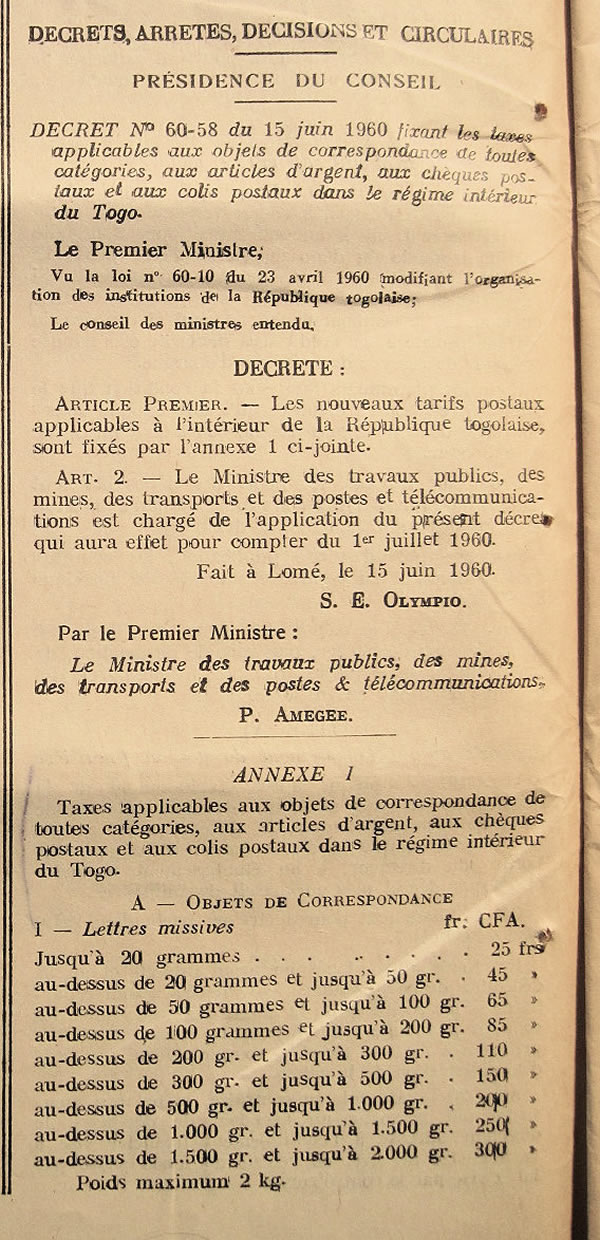 DECRETS, ARRETES, DECISIONS ET CIRCULAIRES
PRÉSIDENCE DU CONSEIL
DECRET Nº 60-58 du 15 juin 1960 fixant les taxes
applicables aux objets de correspondance de toutes
catégories, aux articles d'argent, aux chèques pos-
taux et aux colis postaux dans le régime intérieur
du Togo.
Le Premier Ministre,
Vu la loi n° 60-10 du 23 avril 1960 modifiant l'organisa-
tion des institutions de la République togolaise;
Le conseil des ministres entendu,
DECRETE :
ARTICLE PREMIER. — Les nouveaux tarifs postaux
applicables à l'intérieur de la République togolaise,
sont fixés par l'annexe 1 ci-jointe.
ART. 2. — Le Ministre des travaux publics, des
mines, des transports et des postes et télécommunica-
tions est chargé de l'application du présent décret
qui aura effet pour compter du 1er juillet 1960.
Fait à Lomé, le 15 juin 1960.
S. E. OLYMPIO.
Par le Premier Ministre :
Le Ministre des travaux publics, des mines,
des transports et des postes & télécommunications,
P. AMEGEE.
ANNEXE 1
Taxes applicables aux objets de correspondance de
toutes catégories, aux articles d'argent, aux chèques
postaux et aux colis postaux dans le régime intérieur
du Togo.
A — OBJETS DE CORRESPONDANCE
I — Lettres missives fr. CFA.
Jusqu'à 20 grammes . . . . . . . . 25 frs
au-dessus de 20 grammes et jusqu'à 50 gr. . 45 »
au-dessus de 50 grammes et jusqu'à 100 gr. 65 »
au-dessus de 100 grammes et jusqu'à 200 gr. 85 »
au-dessus de 200 gr. et jusqu'à 300 gr. . 110 »
au-dessus de 300 gr. et jusqu'à 500 gr. . 150 »
au-dessus de 500 gr. et jusqu'à 1.000 gr. . 200 »
au-dessus de 1.000 gr. et jusqu'à 1.500 gr. 250 »
au-dessus de 1.500 gr. et jusqu'à 2.000 gr. 300 »
Poids maximum 2 kg.